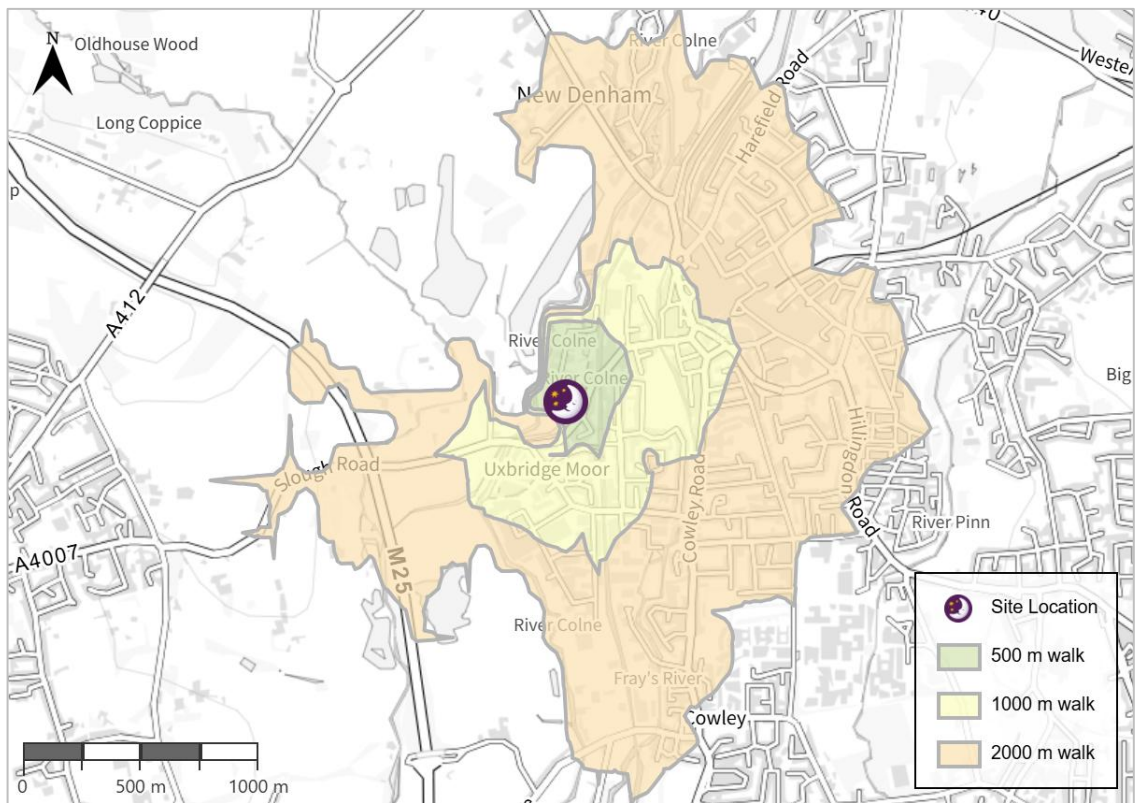 N
Oldhouse Wood
Long Coppice
River Colne
New Denham
Harefield Road
Western
A412
River Colne
River Colne
Big
Uxbridge Moor
Slough Road
Cowley Road
Hillingdon
Road
River Pinn
A4007
M25
River Colne
Fray's River
Cowley
Site Location
500 m walk
1000 m walk
2000 m walk
0
500 m
1000 m